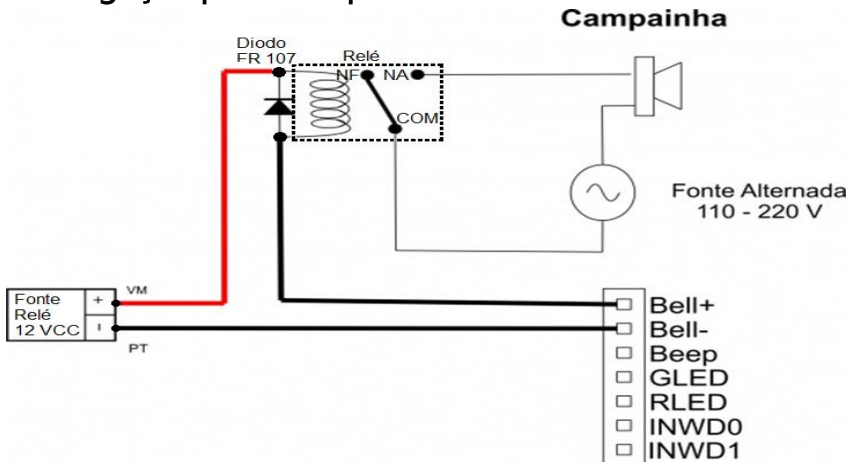 Campainha
Diodo
FR 107
Relé
NF
NA
COM
Fonte Alternada
110 - 220 V
VM
Fonte
Relé
12 VCC
+
-
PT
Bell+
Bell-
Beep
GLED
RLED
INWD0
INWD1